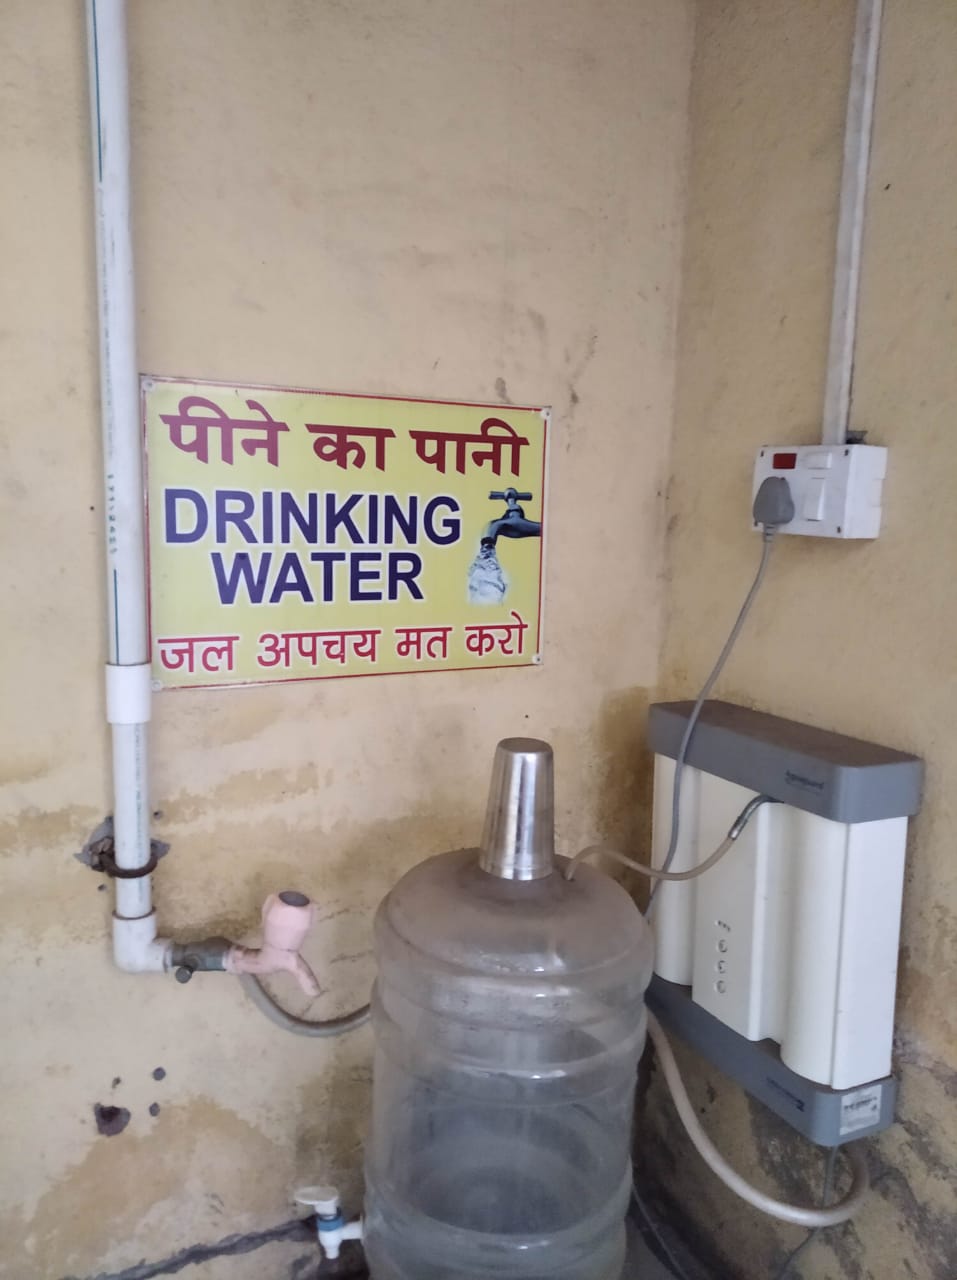 पीने का पानी
DRINKING
WATER
जल अपचय मत करो